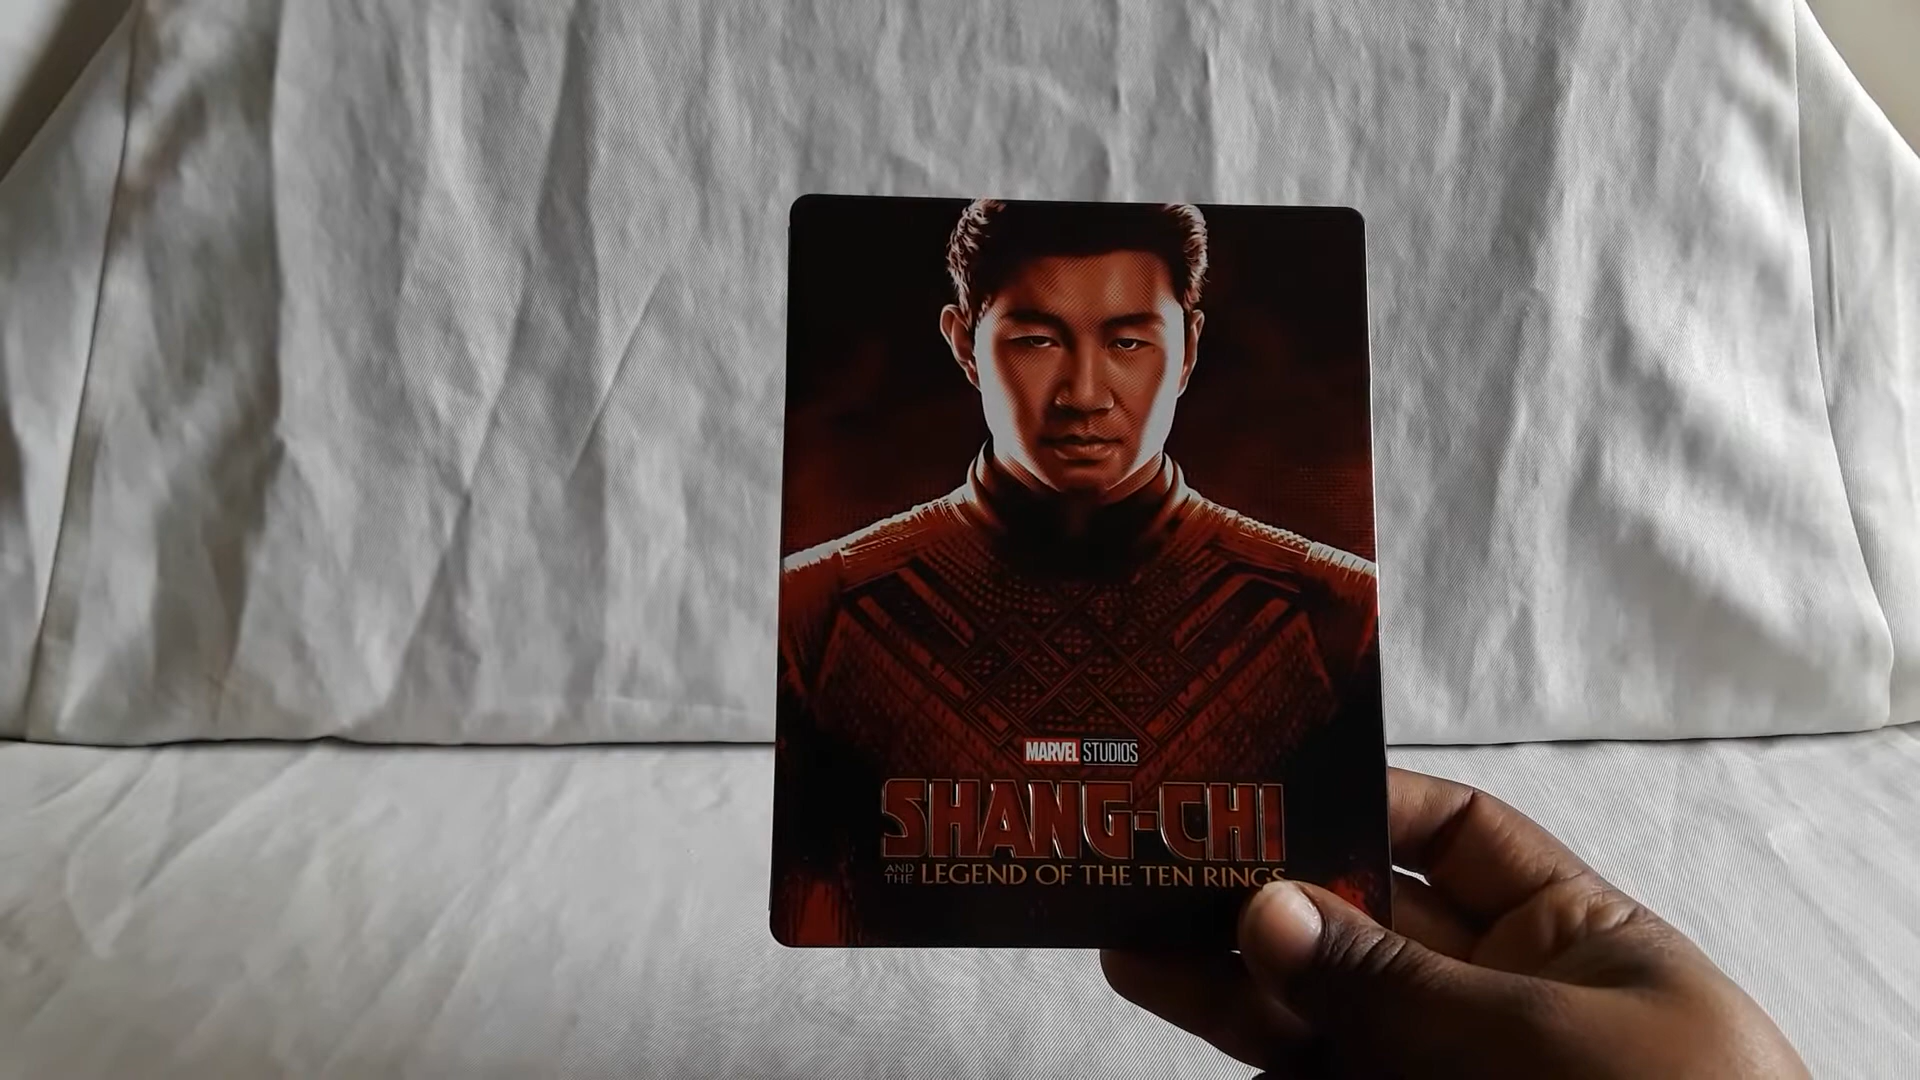 MARVEL STUDIOS
SHANG-CHI
AND THE LEGEND OF THE TEN RINGS